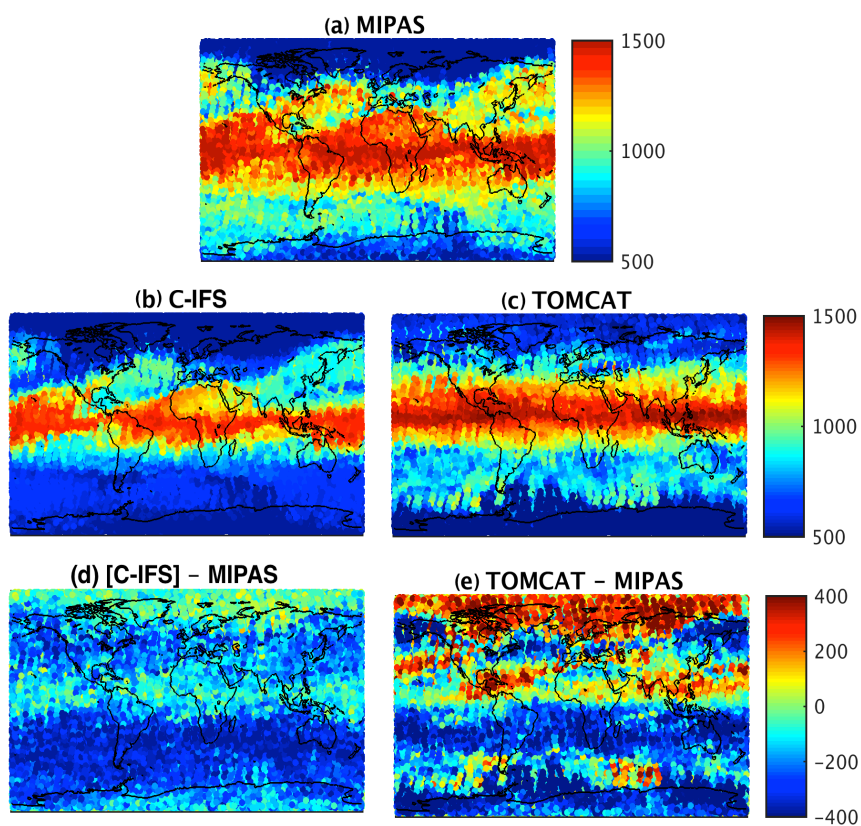 (a) MIPAS
1500
1000
500
(b) C-IFS
(c) TOMCAT
1500
1000
500
(d) [C-IFS] – MIPAS
(e) TOMCAT – MIPAS
400
200
0
-200
-400